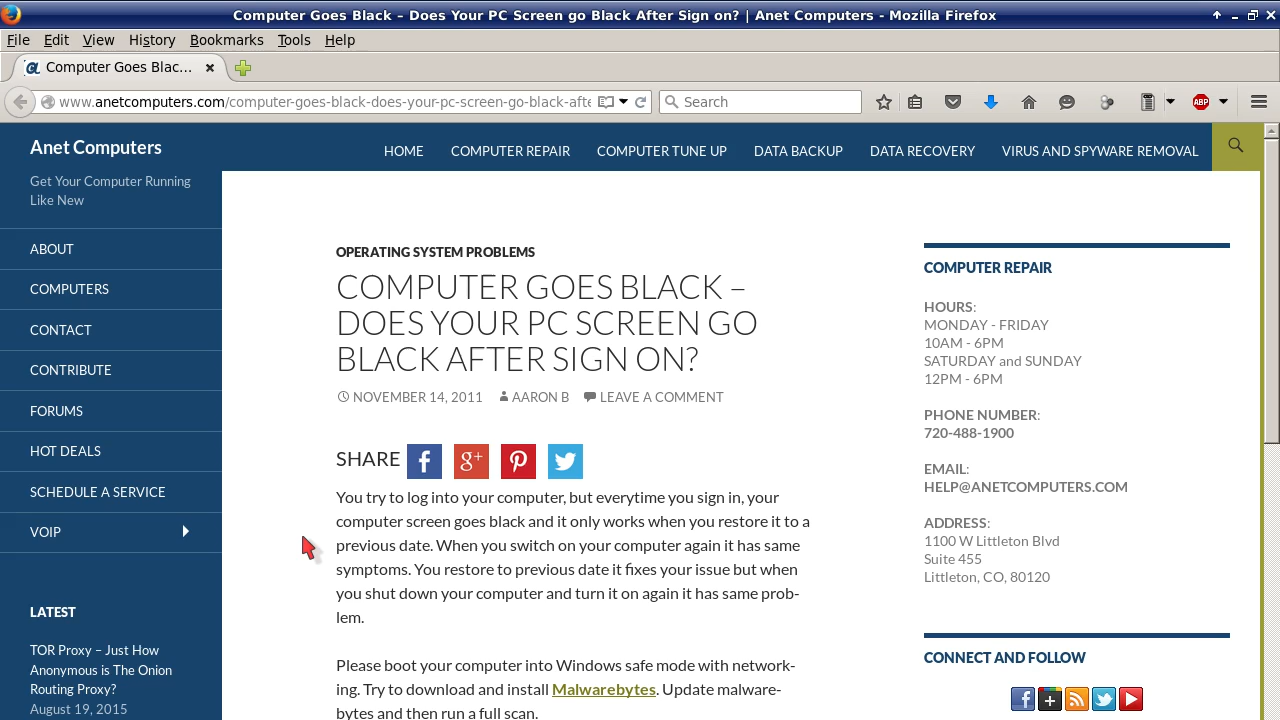 Computer Goes Black – Does Your PC Screen go Black After Sign on? | Anet Computers - Mozilla Firefox
File Edit View History Bookmarks Tools Help
Computer Goes Blac...
www.anetcomputers.com/computer-goes-black-does-your-pc-screen-go-black-afte
Search
ABP
Anet Computers
Get Your Computer Running
Like New
HOME COMPUTER REPAIR COMPUTER TUNE UP DATA BACKUP DATA RECOVERY VIRUS AND SPYWARE REMOVAL
ABOUT
COMPUTERS
CONTACT
CONTRIBUTE
FORUMS
HOT DEALS
SCHEDULE A SERVICE
VOIP
LATEST
TOR Proxy – Just How
Anonymous is The Onion
Routing Proxy?
August 19, 2015
OPERATING SYSTEM PROBLEMS
COMPUTER GOES BLACK –
DOES YOUR PC SCREEN GO
BLACK AFTER SIGN ON?
NOVEMBER 14, 2011 AARON B LEAVE A COMMENT
SHARE
You try to log into your computer, but everytime you sign in, your
computer screen goes black and it only works when you restore it to a
previous date. When you switch on your computer again it has same
symptoms. You restore to previous date it fixes your issue but when
you shut down your computer and turn it on again it has same prob-
lem.
Please boot your computer into Windows safe mode with network-
ing. Try to download and install Malwarebytes. Update malware-
bytes and then run a full scan.
COMPUTER REPAIR
HOURS:
MONDAY - FRIDAY
10AM - 6PM
SATURDAY and SUNDAY
12PM - 6PM
PHONE NUMBER:
720-488-1900
EMAIL:
HELP@ANETCOMPUTERS.COM
ADDRESS:
1100 W Littleton Blvd
Suite 455
Littleton, CO, 80120
CONNECT AND FOLLOW